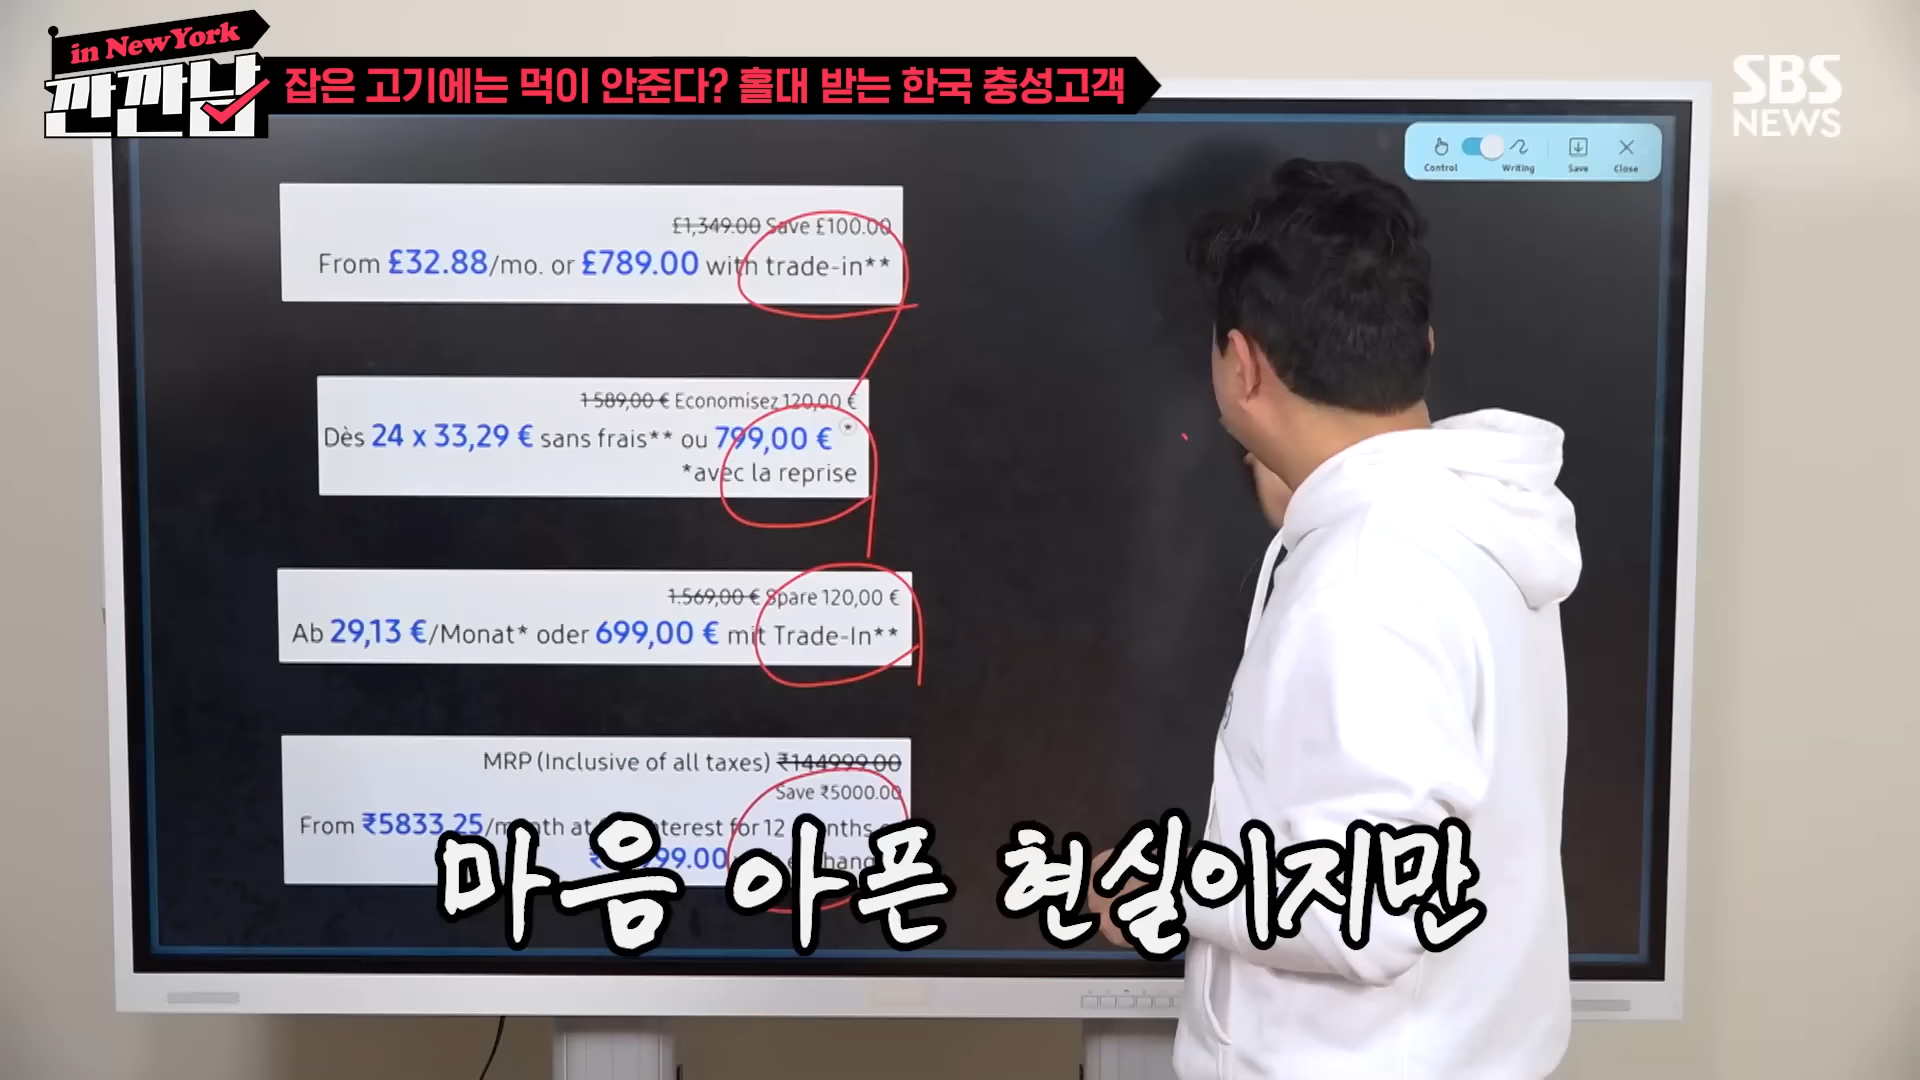 in New York
깐깐남
잡은 고기에는 먹이 안준다? 홀대 받는 한국 충성고객
SBS
NEWS
Control Writing Save Close
£1,349.00 Save £100.00
From £32.88/mo. or £789.00 with trade-in**
1 589,00 € Economisez 120,00 €
Dès 24 x 33,29 € sans frais** ou 799,00 € *
*avec la reprise
1.569,00 € Spare 120,00 €
Ab 29,13 €/Monat* oder 699,00 € mit Trade-In**
MRP (Inclusive of all taxes) ₹144999.00
Save ₹5000.00
From ₹5833.25/month at for 12
마음 아픈 현실이지만